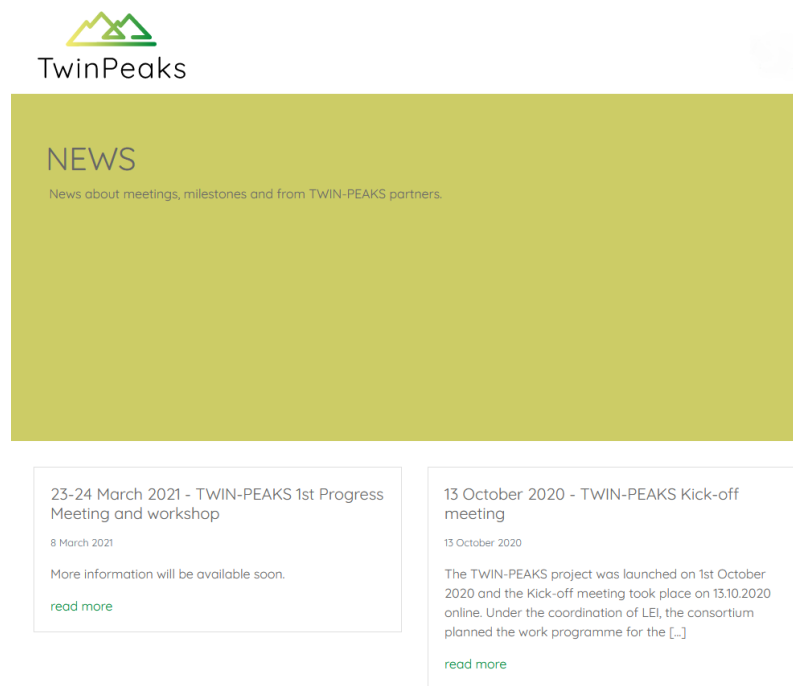 TwinPeaks
NEWS
News about meetings, milestones and from TWIN-PEAKS partners.
23-24 March 2021 - TWIN-PEAKS 1st Progress
Meeting and workshop
8 March 2021
More information will be available soon.
read more
13 October 2020 - TWIN-PEAKS Kick-off
meeting
13 October 2020
The TWIN-PEAKS project was launched on 1st October
2020 and the Kick-off meeting took place on 13.10.2020
online. Under the coordination of LEI, the consortium
planned the work programme for the [...]
read more